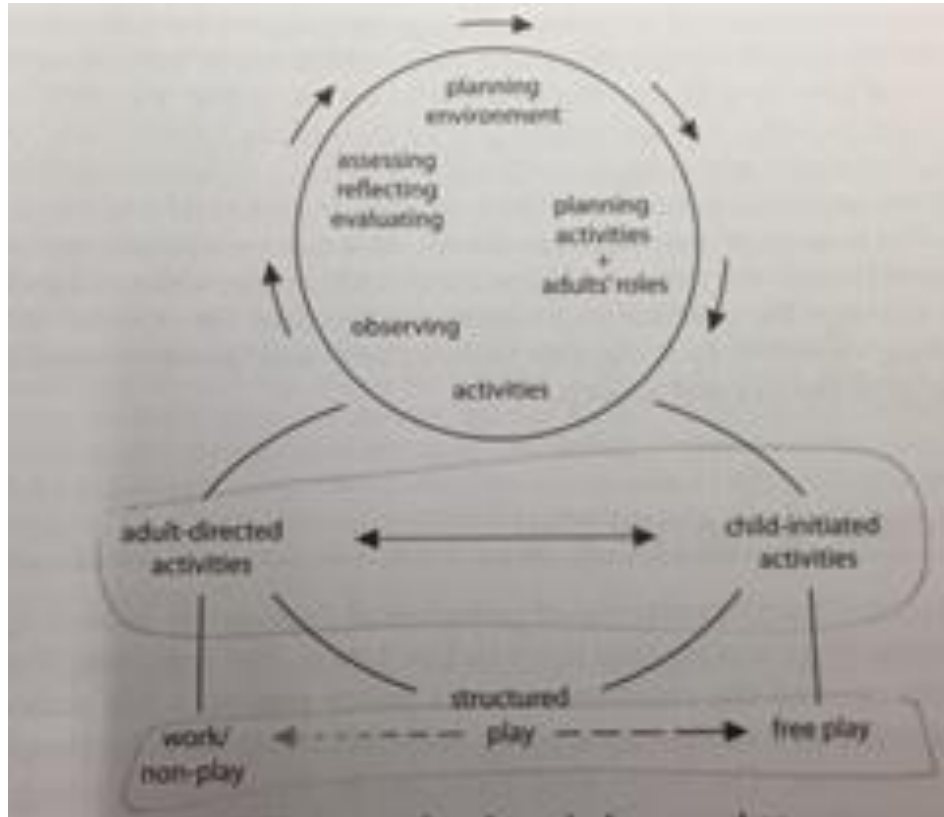 planning
environment
assessing
reflecting
evaluating
planning
activities
+
adults' roles
observing
activities
adult-directed
activities
child-initiated
activities
structured
play
work/
non-play
free play